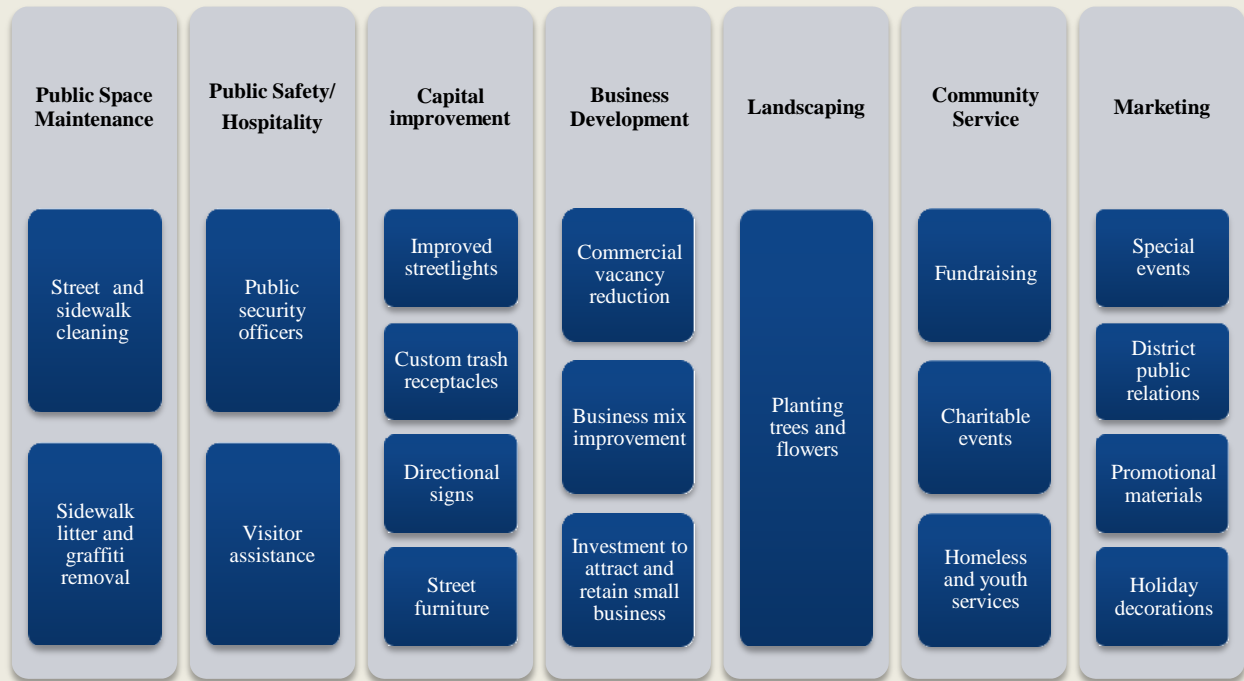 Public Space
Maintenance
Street and
sidewalk
cleaning
Sidewalk
litter and
graffiti
removal
Public Safety/
Hospitality
Public
security
officers
Visitor
assistance
Capital
improvement
Improved
streetlights
Custom trash
receptacles
Directional
signs
Street
furniture
Business
Development
Commercial
vacancy
reduction
Business mix
improvement
Investment to
attract and
retain small
business
Landscaping
Planting
trees and
flowers
Community
Service
Fundraising
Charitable
events
Homeless
and youth
services
Marketing
Special
events
District
public
relations
Promotional
materials
Holiday
decorations